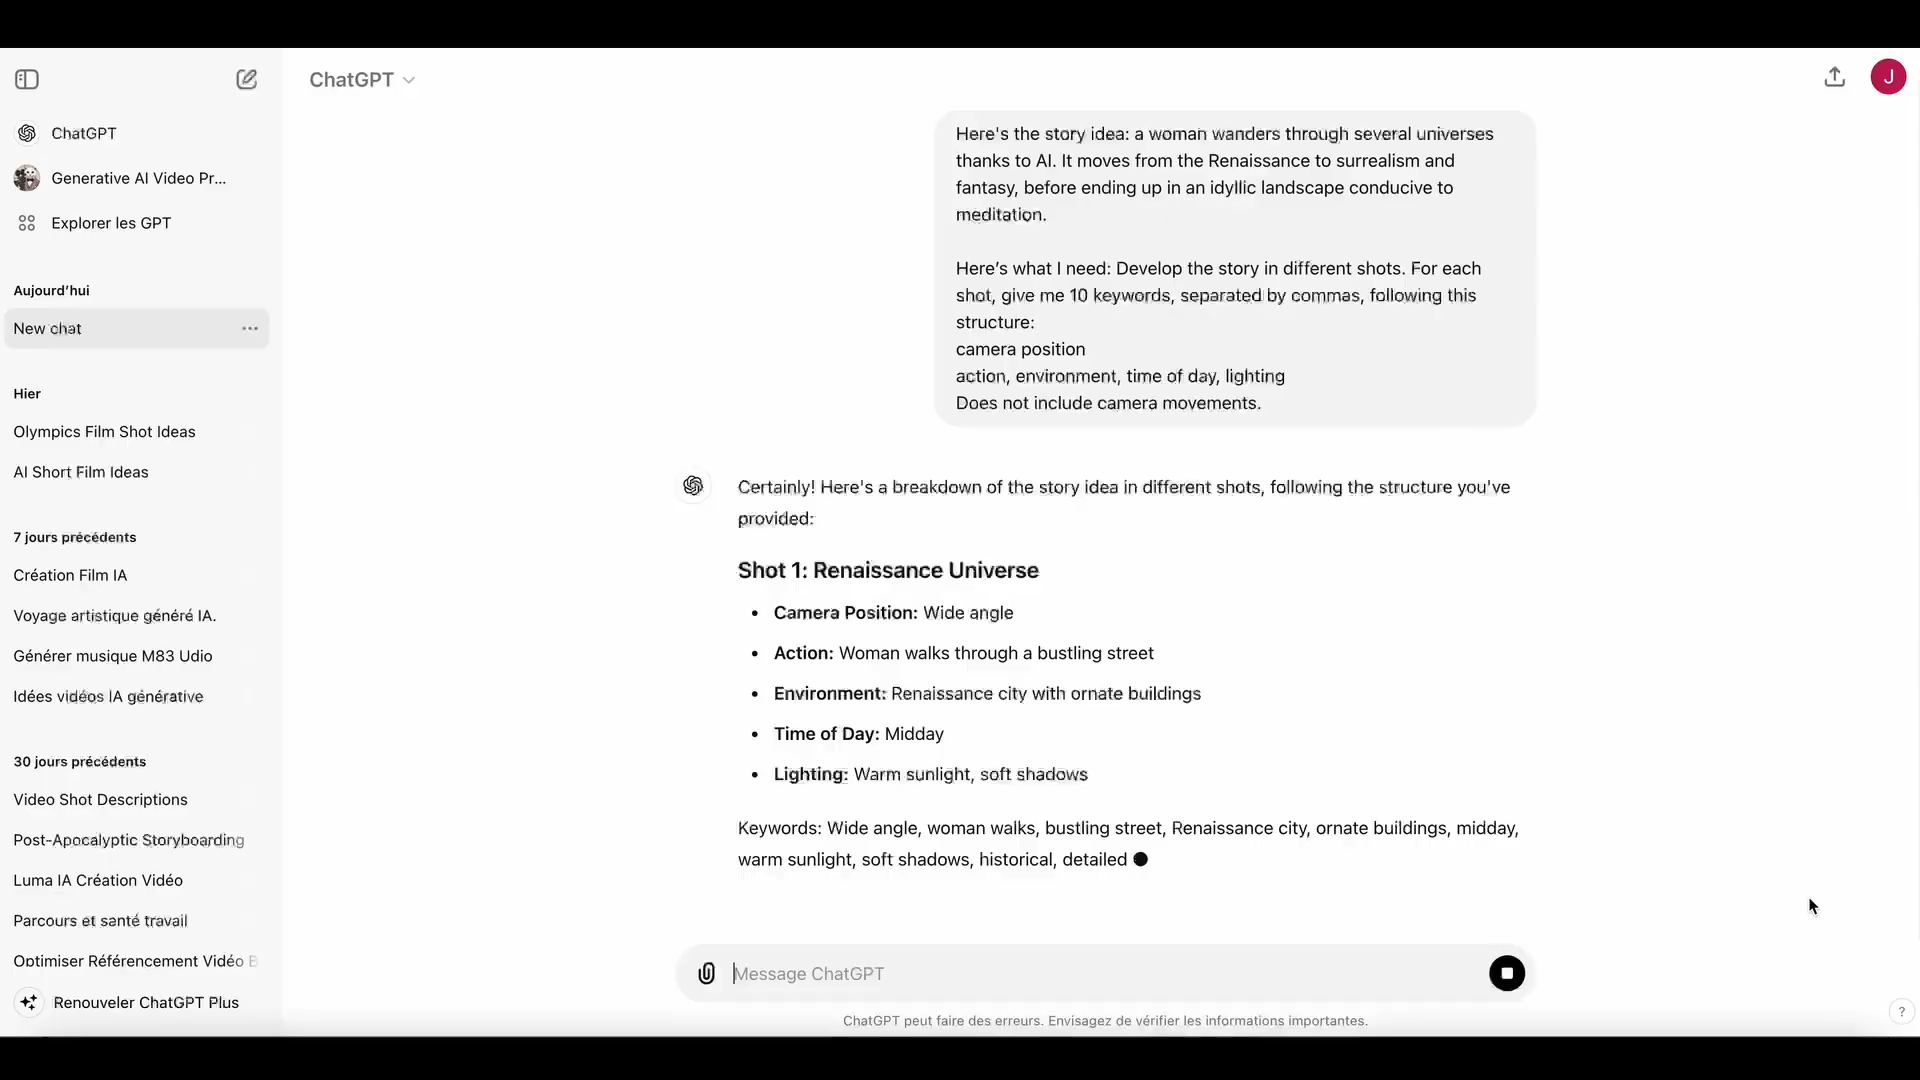 ChatGPT
J
ChatGPT
Generative AI Video Pr...
Explorer les GPT
Aujourd'hui
New chat
Hier
Olympics Film Shot Ideas
AI Short Film Ideas
7 jours précédents
Création Film IA
Voyage artistique généré IA.
Générer musique M83 Udio
Idées vidéos IA générative
30 jours précédents
Video Shot Descriptions
Post-Apocalyptic Storyboarding
Luma IA Création Vidéo
Parcours et santé travail
Optimiser Référencement Vidéo B
Renouveler ChatGPT Plus
Here's the story idea: a woman wanders through several universes
thanks to AI. It moves from the Renaissance to surrealism and
fantasy, before ending up in an idyllic landscape conducive to
meditation.
Here's what I need: Develop the story in different shots. For each
shot, give me 10 keywords, separated by commas, following this
structure:
camera position
action, environment, time of day, lighting
Does not include camera movements.
Certainly! Here's a breakdown of the story idea in different shots, following the structure you've
provided:
Shot 1: Renaissance Universe
• Camera Position: Wide angle
• Action: Woman walks through a bustling street
• Environment: Renaissance city with ornate buildings
• Time of Day: Midday
• Lighting: Warm sunlight, soft shadows
Keywords: Wide angle, woman walks, bustling street, Renaissance city, ornate buildings, midday,
warm sunlight, soft shadows, historical, detailed
Message ChatGPT
ChatGPT peut faire des erreurs. Envisagez de vérifier les informations importantes.
?